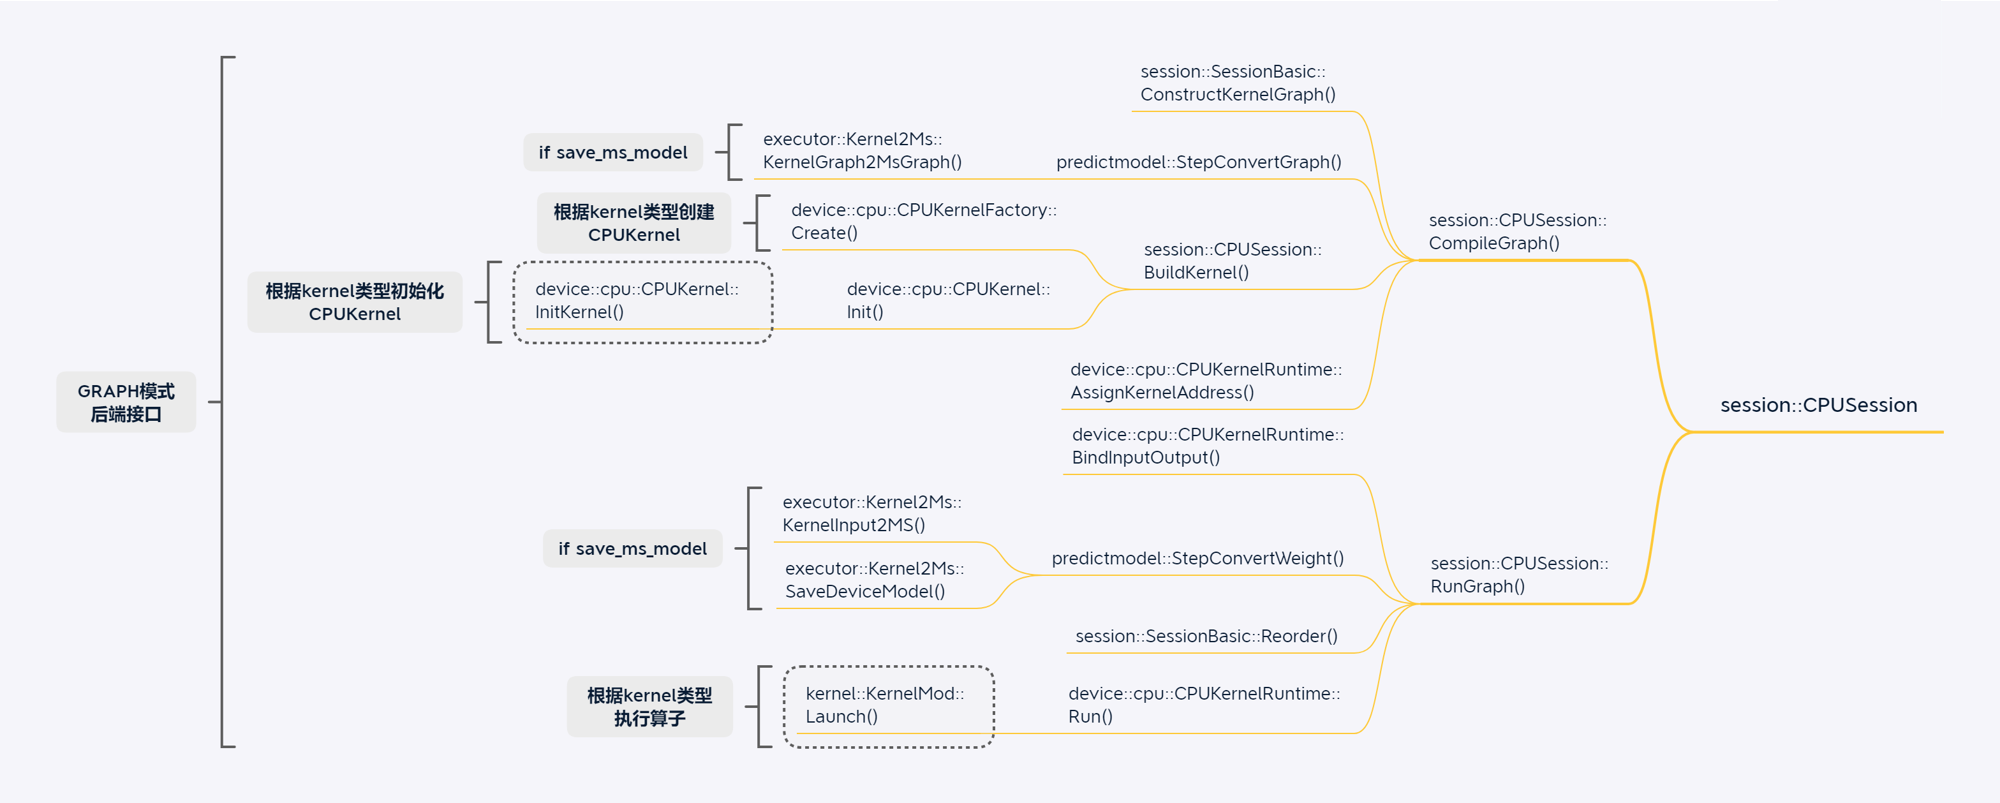 session::SessionBasic::
ConstructKernelGraph()
if save_ms_model
executor::Kernel2Ms::
KernelGraph2MsGraph()
predictmodel::StepConvertGraph()
根据kernel类型创建
CPUKernel
device::cpu::CPUKernelFactory::
Create()
session::CPUSession::
BuildKernel()
session::CPUSession::
CompileGraph()
根据kernel类型初始化
CPUKernel
device::cpu::CPUKernel::
InitKernel()
device::cpu::CPUKernel::
Init()
device::cpu::CPUKernelRuntime::
AssignKernelAddress()
GRAPH模式
后端接口
session::CPUSession
device::cpu::CPUKernelRuntime::
BindInputOutput()
if save_ms_model
executor::Kernel2Ms::
KernelInput2MS()
executor::Kernel2Ms::
SaveDeviceModel()
predictmodel::StepConvertWeight()
session::CPUSession::
RunGraph()
session::SessionBasic::Reorder()
根据kernel类型
执行算子
kernel::KernelMod::
Launch()
device::cpu::CPUKernelRuntime::
Run()